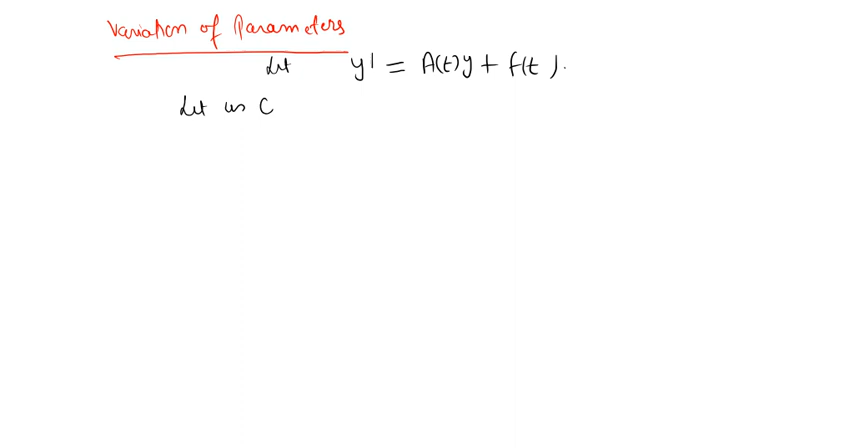 Variation of Parameters
Let y' = A(t)y + f(t).
Let us C